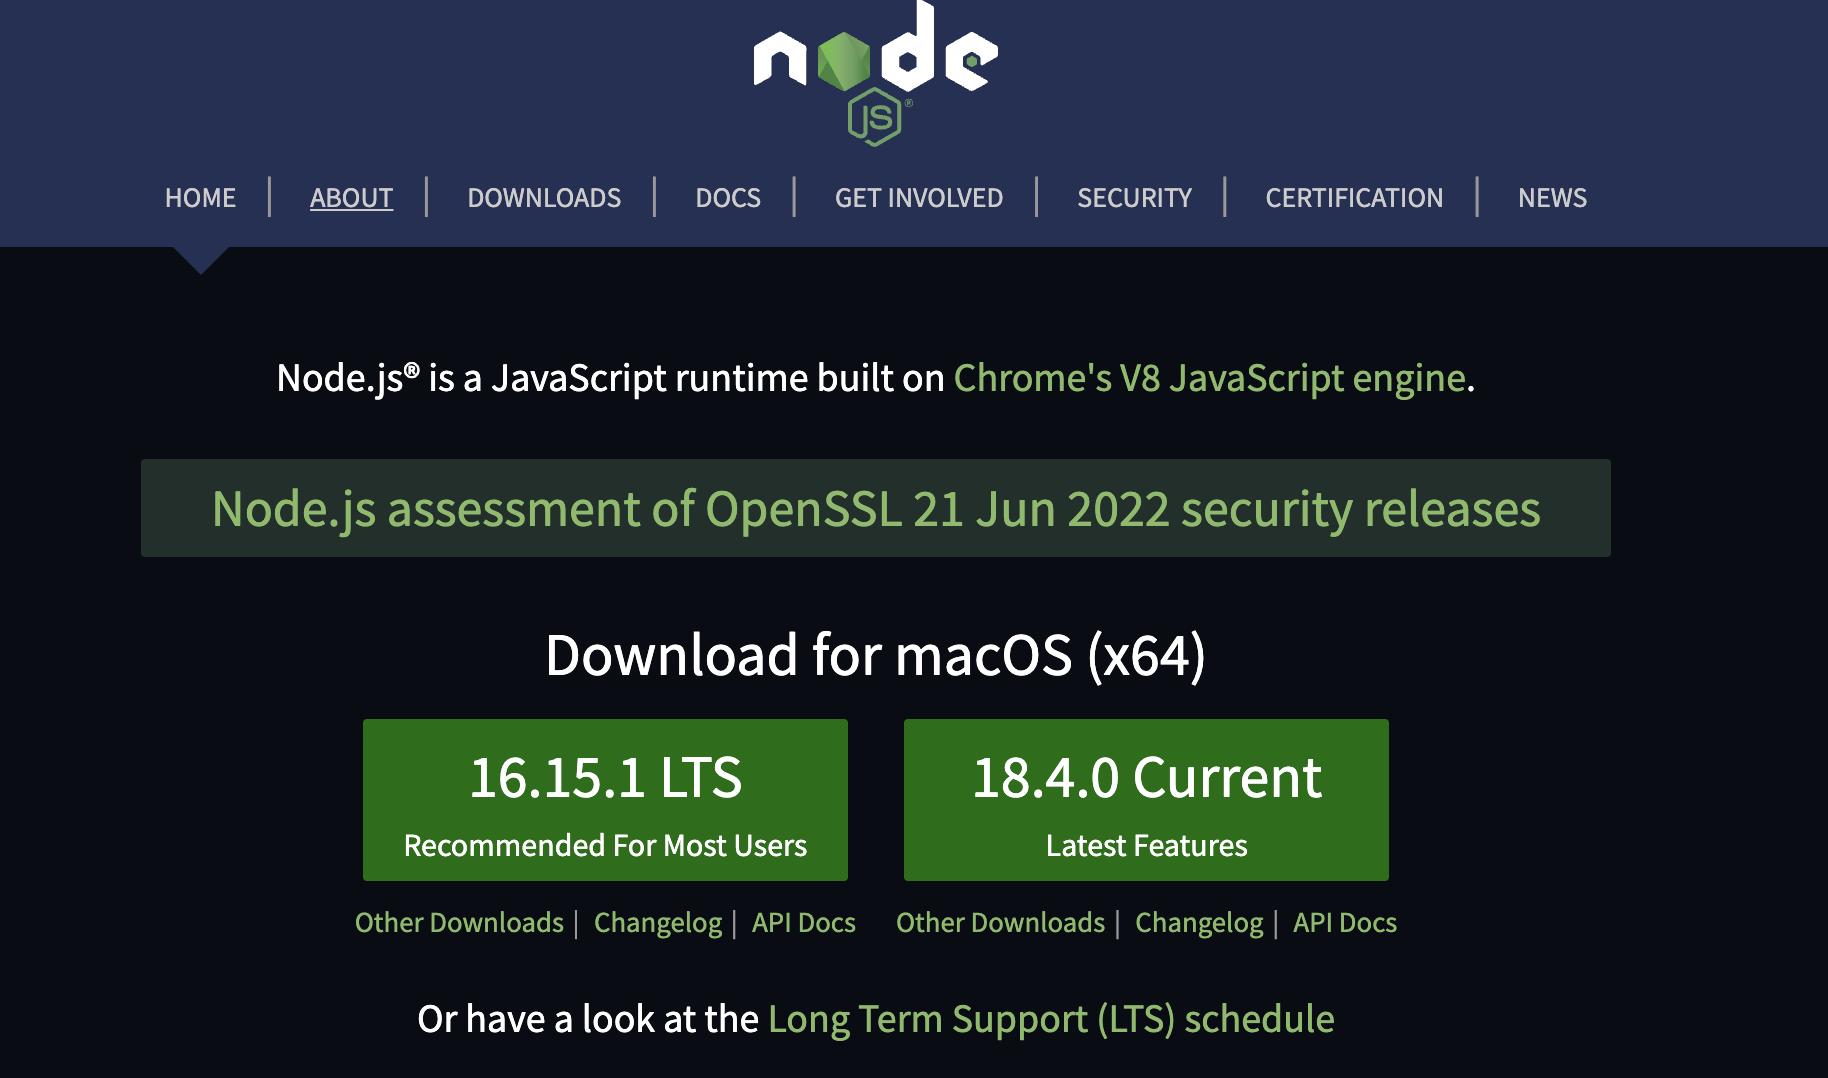 node
JS®
HOME | ABOUT | DOWNLOADS | DOCS | GET INVOLVED | SECURITY | CERTIFICATION | NEWS
Node.js® is a JavaScript runtime built on Chrome's V8 JavaScript engine.
Node.js assessment of OpenSSL 21 Jun 2022 security releases
Download for macOS (x64)
16.15.1 LTS
Recommended For Most Users
18.4.0 Current
Latest Features
Other Downloads | Changelog | API Docs
Other Downloads | Changelog | API Docs
Or have a look at the Long Term Support (LTS) schedule